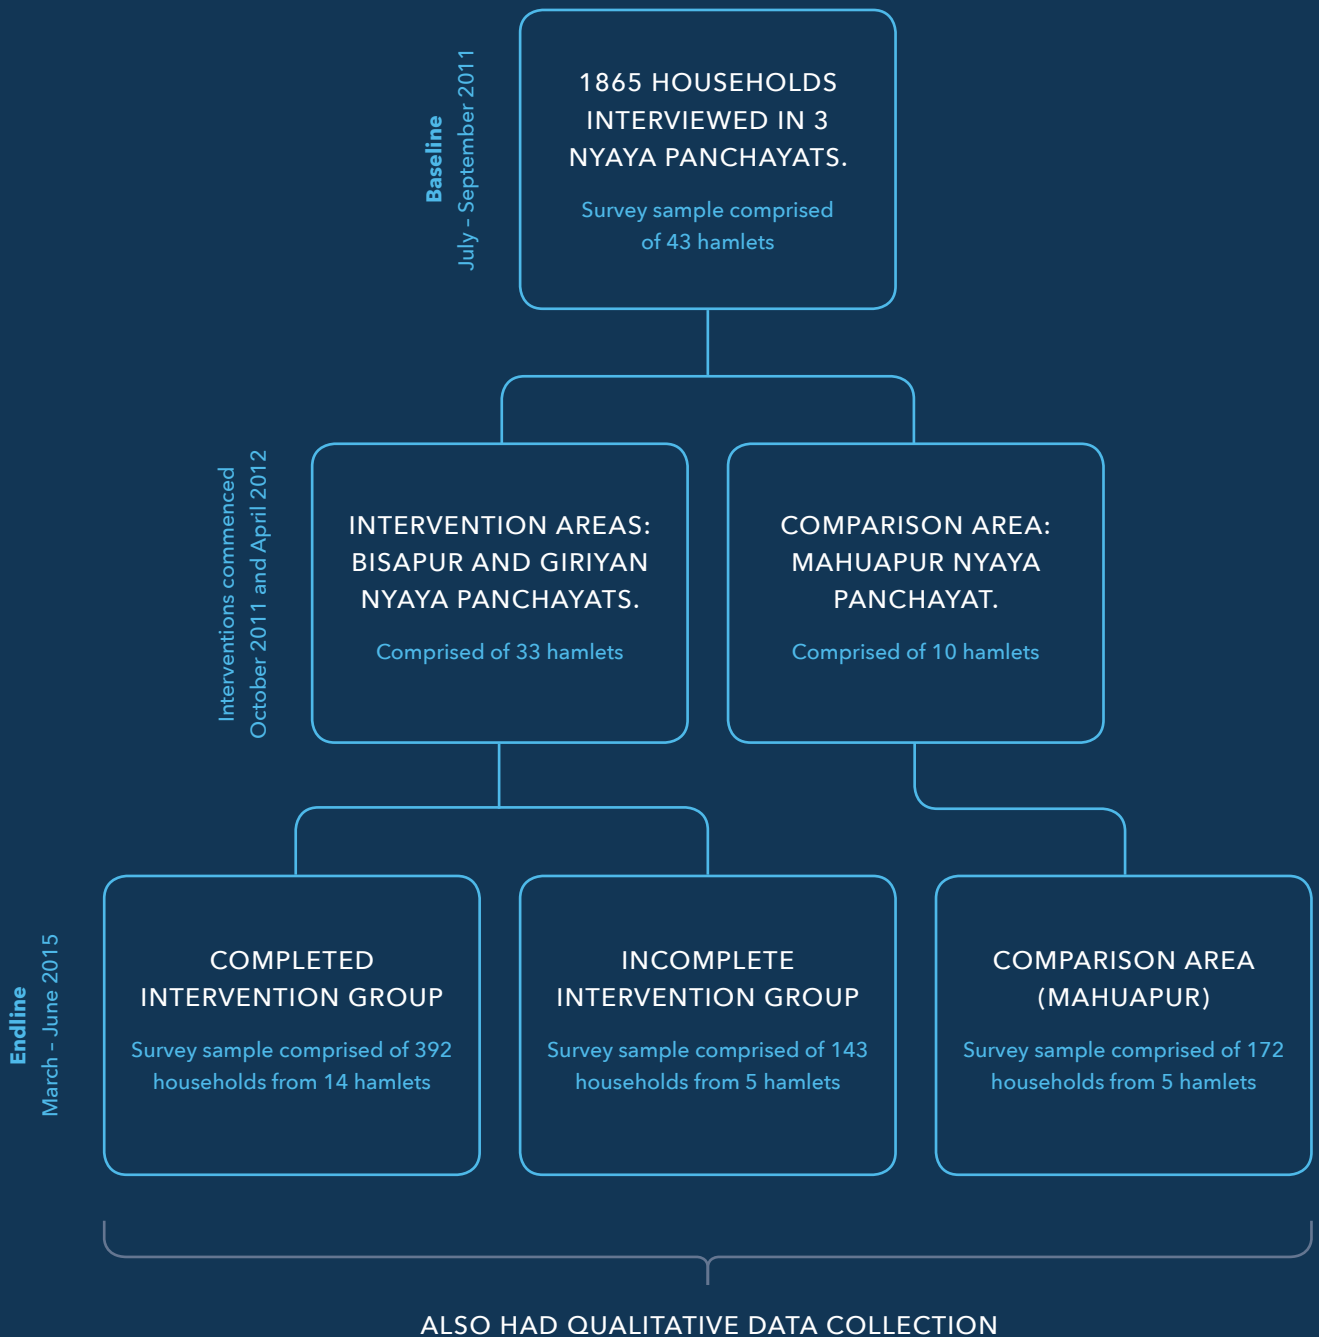 Baseline
July – September 2011
1865 HOUSEHOLDS
INTERVIEWED IN 3
NYAYA PANCHAYATS.
Survey sample comprised
of 43 hamlets
Interventions commenced
October 2011 and April 2012
INTERVENTION AREAS:
BISAPUR AND GIRIYAN
NYAYA PANCHAYATS.
Comprised of 33 hamlets
COMPARISON AREA:
MAHUAPUR NYAYA
PANCHAYAT.
Comprised of 10 hamlets
Endline
March – June 2015
COMPLETED
INTERVENTION GROUP
Survey sample comprised of 392
households from 14 hamlets
INCOMPLETE
INTERVENTION GROUP
Survey sample comprised of 143
households from 5 hamlets
COMPARISON AREA
(MAHUAPUR)
Survey sample comprised of 172
households from 5 hamlets
ALSO HAD QUALITATIVE DATA COLLECTION